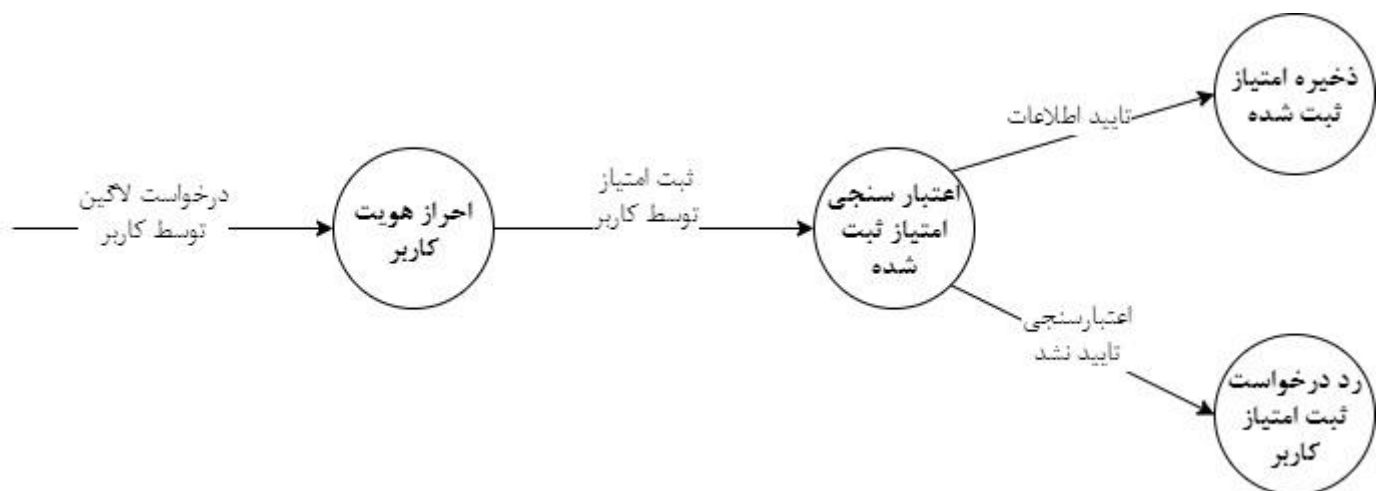 درخواست لاگین
توسط کاربر
احراز هویت
کاربر
ثبت امتیاز
توسط کاربر
اعتبار سنجی
امتیاز ثبت
شده
تایید اطلاعات
ذخیره امتیاز
ثبت شده
اعتبارسنجی
تایید نشد
رد درخواست
ثبت امتیاز
کاربر